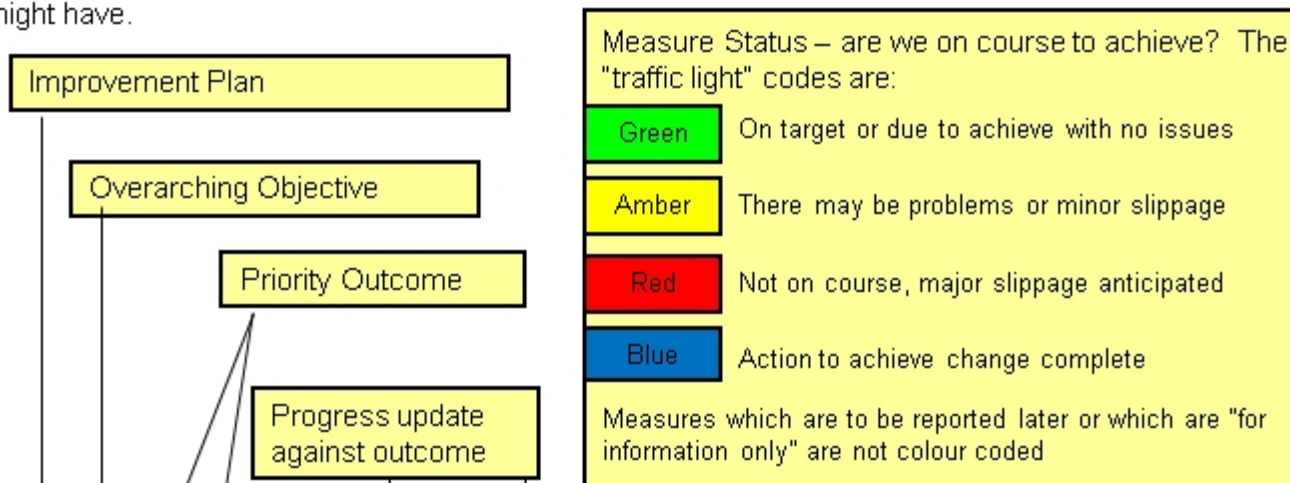 might have.
Improvement Plan
Overarching Objective
Priority Outcome
Progress update
against outcome
Measure Status – are we on course to achieve?  The
"traffic light" codes are:
Green On target or due to achieve with no issues
Amber There may be problems or minor slippage
Red Not on course, major slippage anticipated
Blue Action to achieve change complete
Measures which are to be reported later or which are "for
information only" are not colour coded